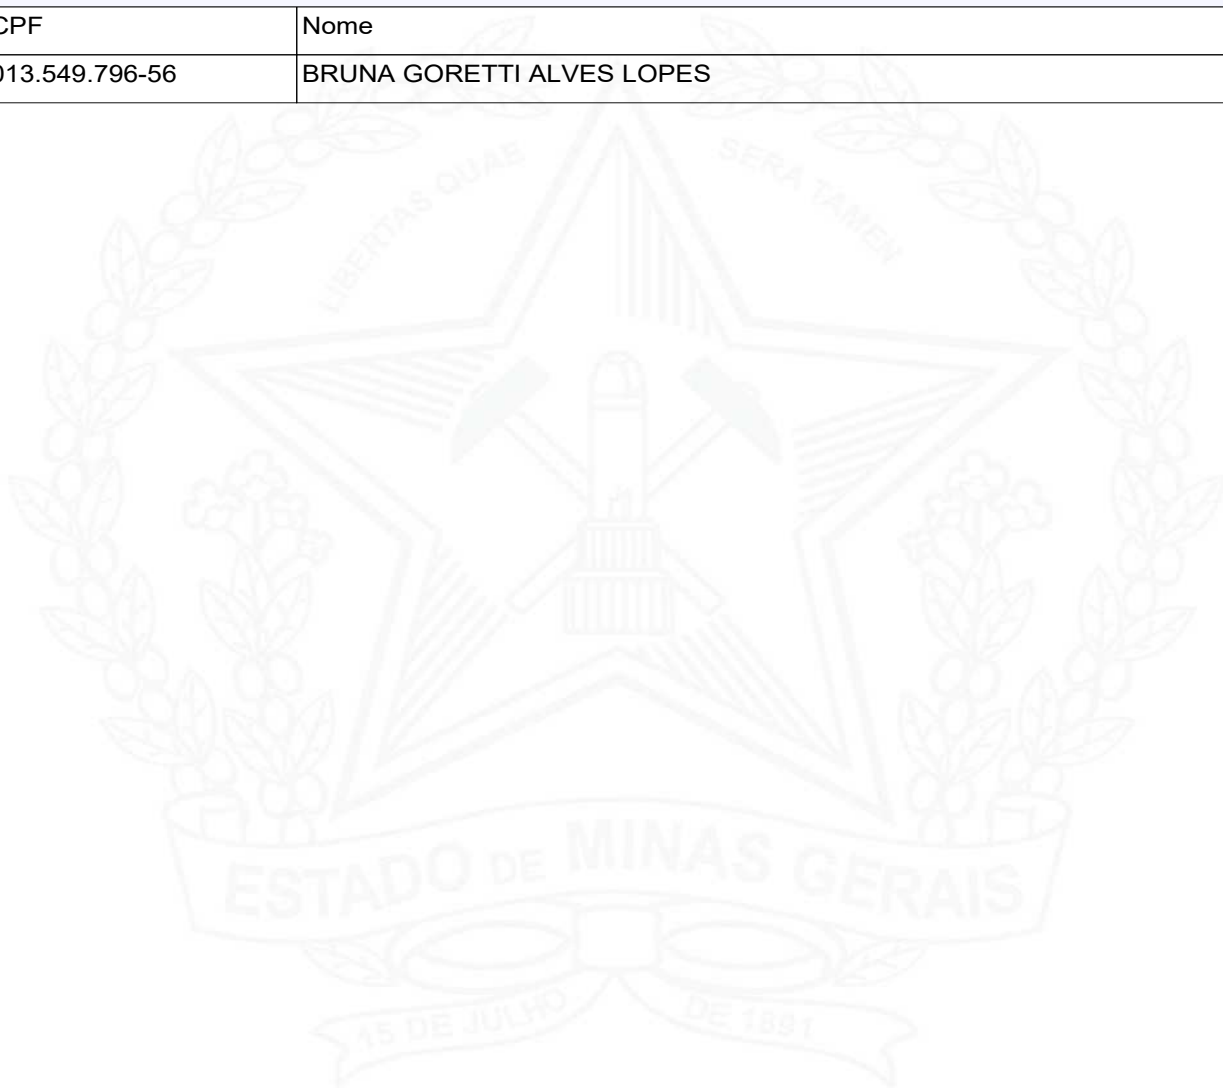 CPF Nome
013.549.796-56 BRUNA GORETTI ALVES LOPES
LIBERTAS QUAE SERA TAMEN
ESTADO DE MINAS GERAIS
15 DE JULHO DE 1891